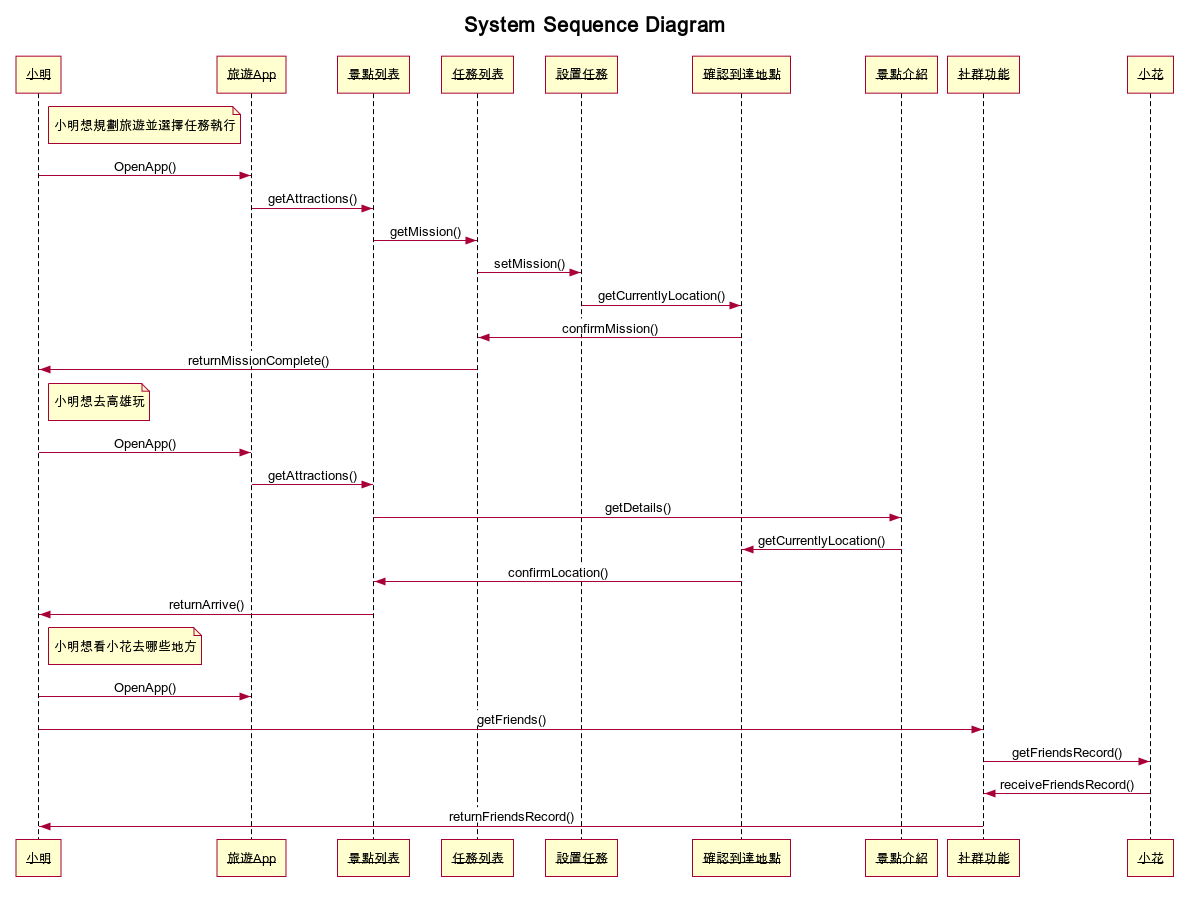 System Sequence Diagram
小明 旅遊App 景點列表 任務列表 設置任務 確認到達地點 景點介紹 社群功能 小花
小明想規劃旅遊並選擇任務執行
OpenApp()
getAttractions()
getMission()
setMission()
getCurrentlyLocation()
confirmMission()
returnMissionComplete()
小明想去高雄玩
OpenApp()
getAttractions()
getDetails()
getCurrentlyLocation()
confirmLocation()
returnArrive()
小明想看小花去哪些地方
OpenApp()
getFriends()
getFriendsRecord()
receiveFriendsRecord()
returnFriendsRecord()
小明 旅遊App 景點列表 任務列表 設置任務 確認到達地點 景點介紹 社群功能 小花